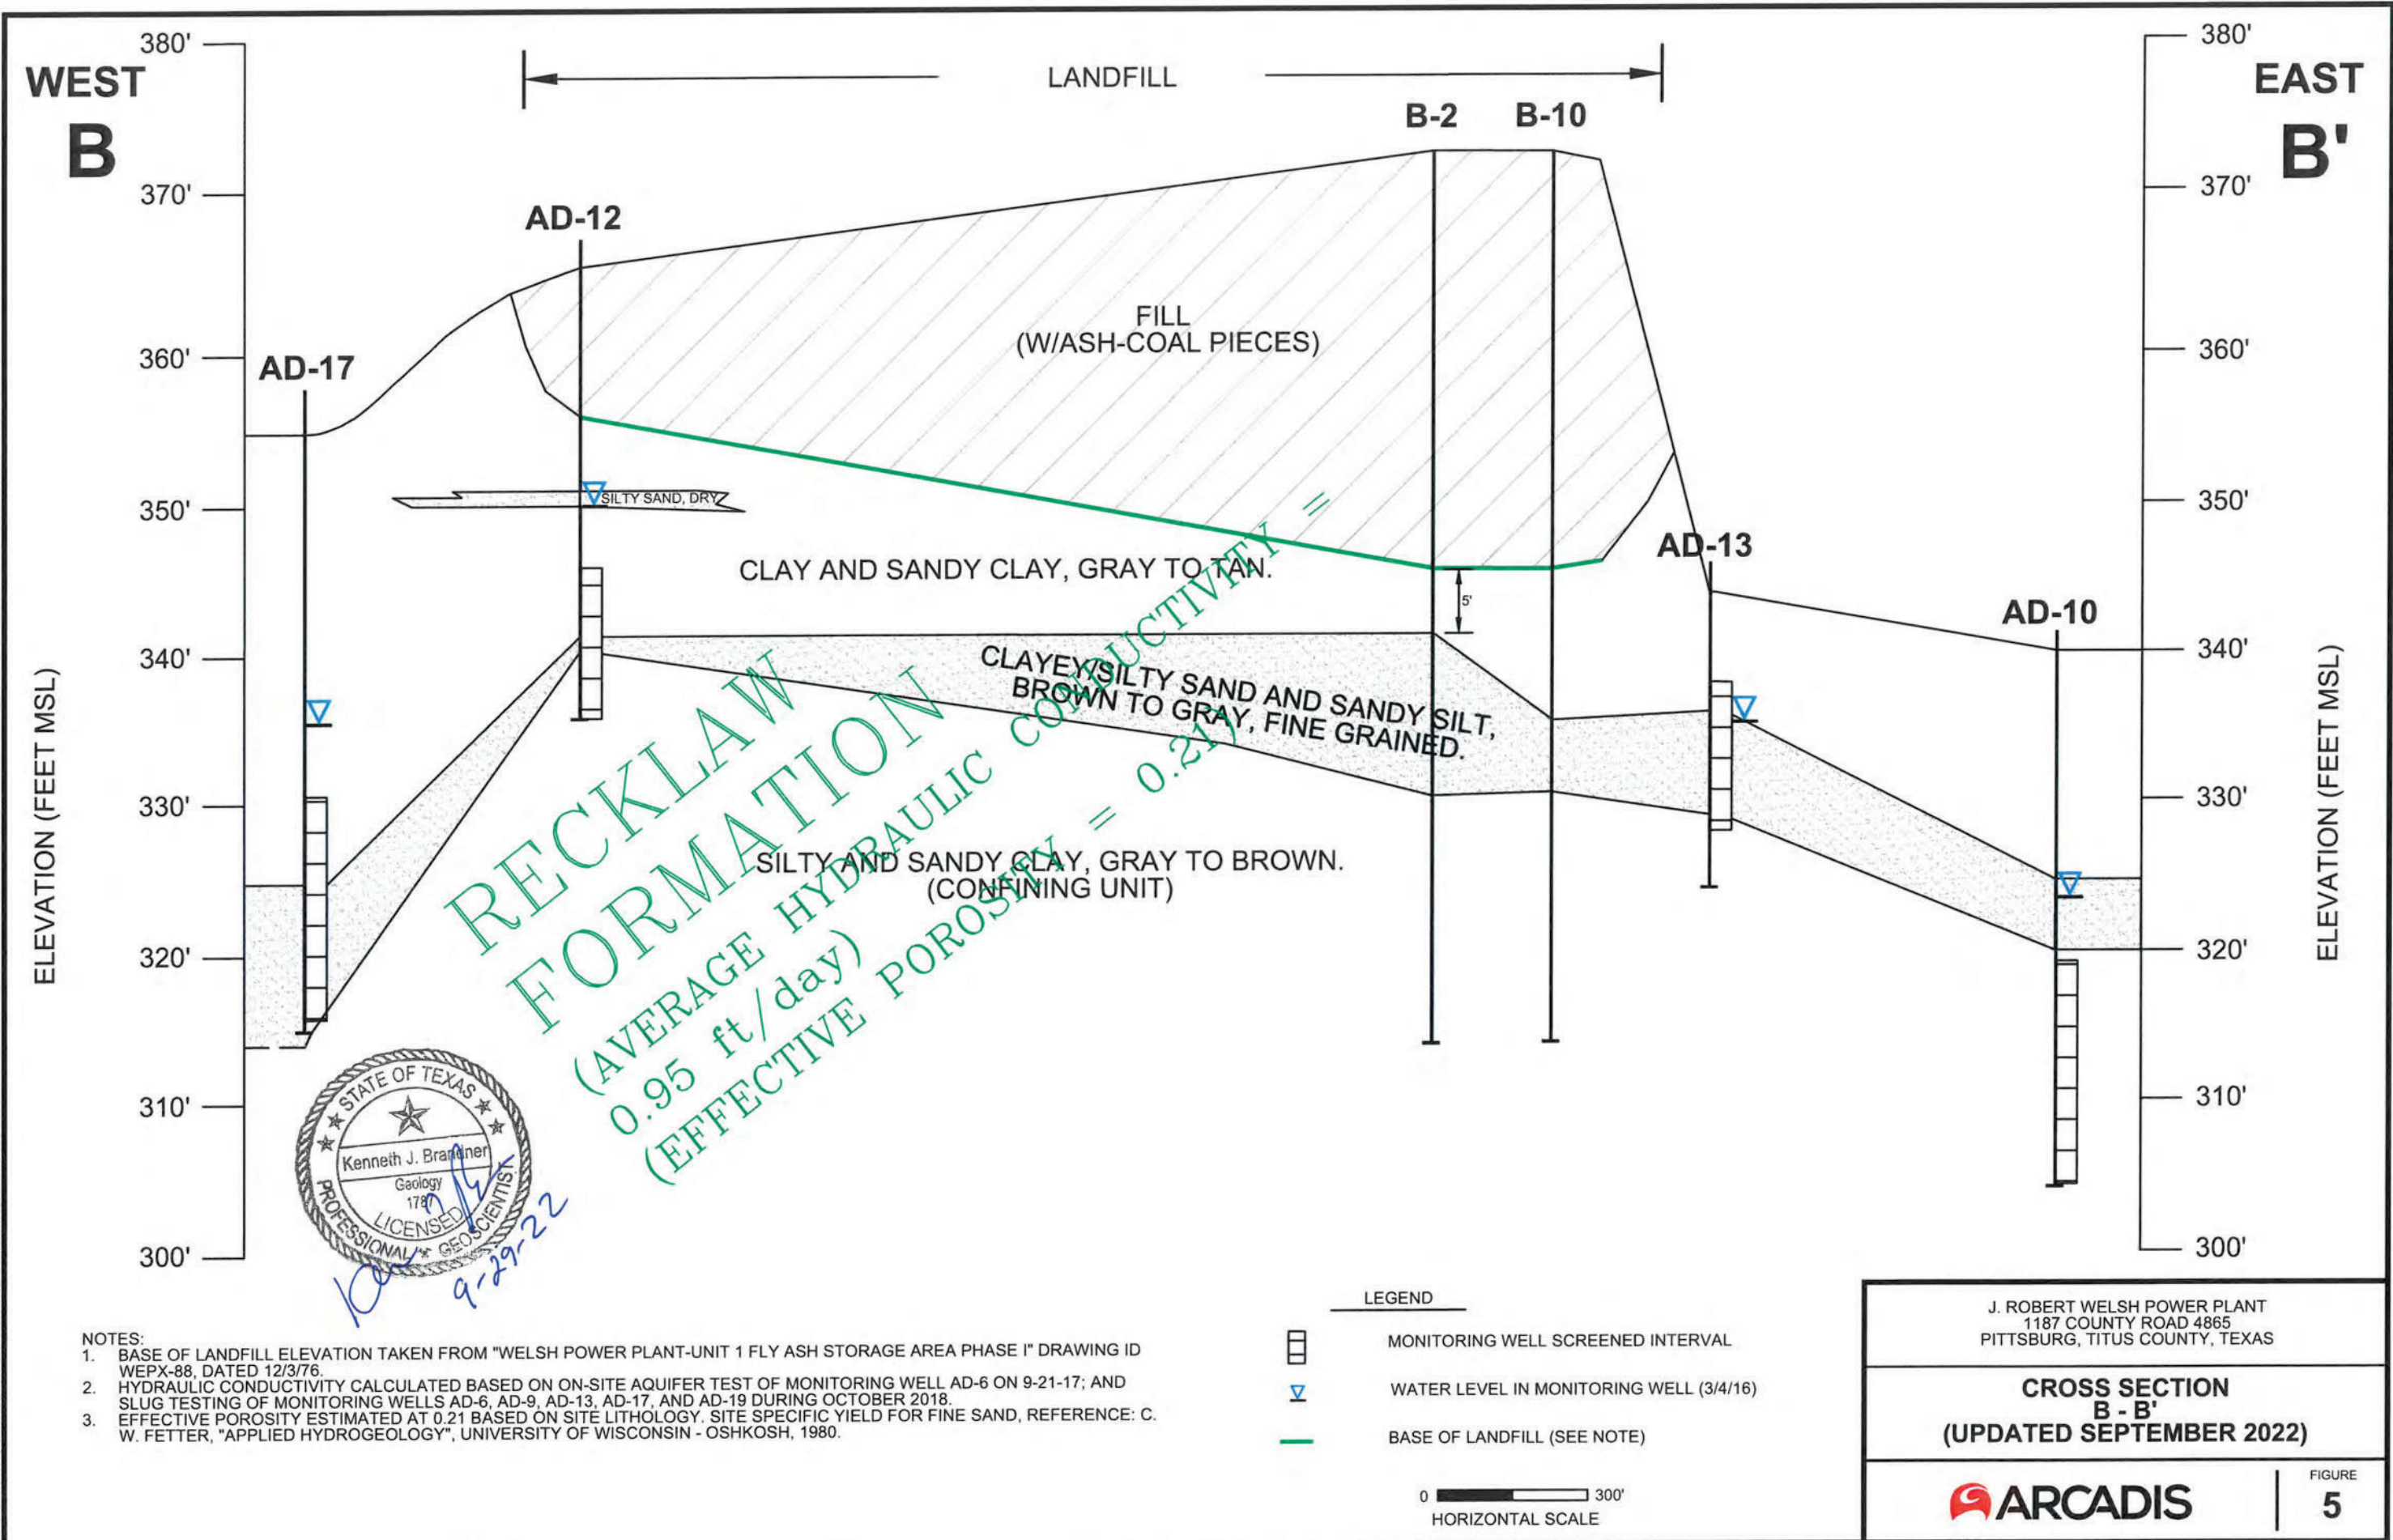 WEST
B
EAST
B'
LANDFILL
B-2
B-10
AD-12
AD-17
AD-13
AD-10
380'
370'
360'
350'
340'
330'
320'
310'
300'
ELEVATION (FEET MSL)
380'
370'
360'
350'
340'
330'
320'
310'
300'
ELEVATION (FEET MSL)
FILL
(W/ASH-COAL PIECES)
SILTY SAND, DRY
CLAY AND SANDY CLAY, GRAY TO TAN.
5'
CLAYEY/SILTY SAND AND SANDY SILT,
BROWN TO GRAY, FINE GRAINED.
SILTY AND SANDY CLAY, GRAY TO BROWN.
(CONFINING UNIT)
RECKLAW
FORMATION
(AVERAGE HYDRAULIC CONDUCTIVITY =
0.95 ft/day)
(EFFECTIVE POROSITY = 0.21)
STATE OF TEXAS
Kenneth J. Brandner
Geology
1787
LICENSED
PROFESSIONAL GEOSCIENTIST
9-29-22
NOTES:
1. BASE OF LANDFILL ELEVATION TAKEN FROM "WELSH POWER PLANT-UNIT 1 FLY ASH STORAGE AREA PHASE I" DRAWING ID
WEPX-88, DATED 12/3/76.
2. HYDRAULIC CONDUCTIVITY CALCULATED BASED ON ON-SITE AQUIFER TEST OF MONITORING WELL AD-6 ON 9-21-17; AND
SLUG TESTING OF MONITORING WELLS AD-6, AD-9, AD-13, AD-17, AND AD-19 DURING OCTOBER 2018.
3. EFFECTIVE POROSITY ESTIMATED AT 0.21 BASED ON SITE LITHOLOGY. SITE SPECIFIC YIELD FOR FINE SAND, REFERENCE: C.
W. FETTER, "APPLIED HYDROGEOLOGY", UNIVERSITY OF WISCONSIN - OSHKOSH, 1980.
LEGEND
MONITORING WELL SCREENED INTERVAL
WATER LEVEL IN MONITORING WELL (3/4/16)
BASE OF LANDFILL (SEE NOTE)
0 300'
HORIZONTAL SCALE
J. ROBERT WELSH POWER PLANT
1187 COUNTY ROAD 4865
PITTSBURG, TITUS COUNTY, TEXAS
CROSS SECTION
B - B'
(UPDATED SEPTEMBER 2022)
ARCADIS
FIGURE
5